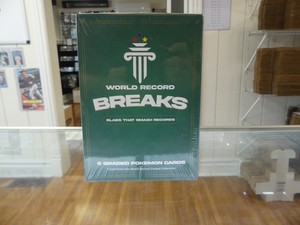 WORLD RECORD
BREAKS
SLABS THAT SMASH RECORDS
5 GRADED POKEMON CARDS